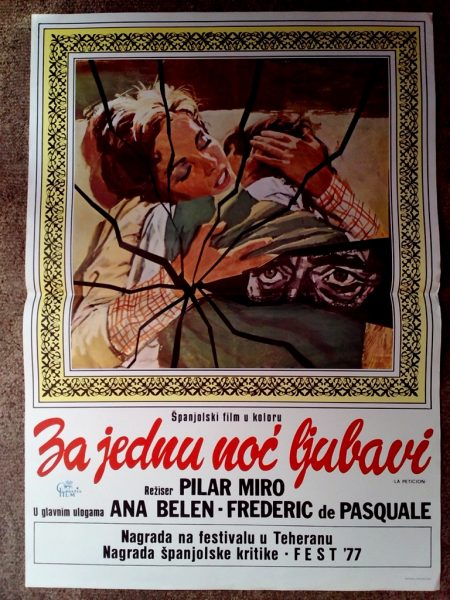 Španjolski film u koloru
Za jednu noć ljubavi
LA PETICION
Režiser PILAR MIRO
U glavnim ulogama ANA BELEN - FREDERIC de PASQUALE
Nagrada na festivalu u Teheranu
Nagrada španjolske kritike - FEST '77